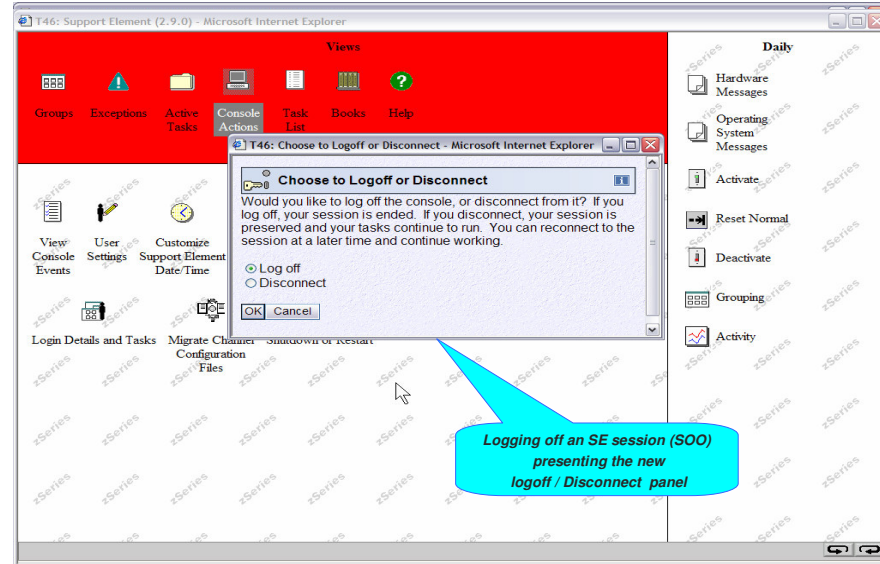 T46: Support Element (2.9.0) - Microsoft Internet Explorer
Views
Groups
Exceptions
Active
Tasks
Console
Actions
Task
List
Books
Help
T46: Choose to Logoff or Disconnect - Microsoft Internet Explorer
Choose to Logoff or Disconnect
Would you like to log off the console, or disconnect from it? If you
log off, your session is ended. If you disconnect, your session is
preserved and your tasks continue to run. You can reconnect to the
session at a later time and continue working.
Log off
Disconnect
OK
Cancel
View
Console
Events
User
Settings
Customize
Support Element
Date/Time
Login Details and Tasks
Migrate Channel
Configuration
Files
Shutdown or Restart
Logging off an SE session (SOO)
presenting the new
logoff / Disconnect panel
Daily
Hardware
Messages
Operating
System
Messages
Activate
Reset Normal
Deactivate
Grouping
Activity
zSeries